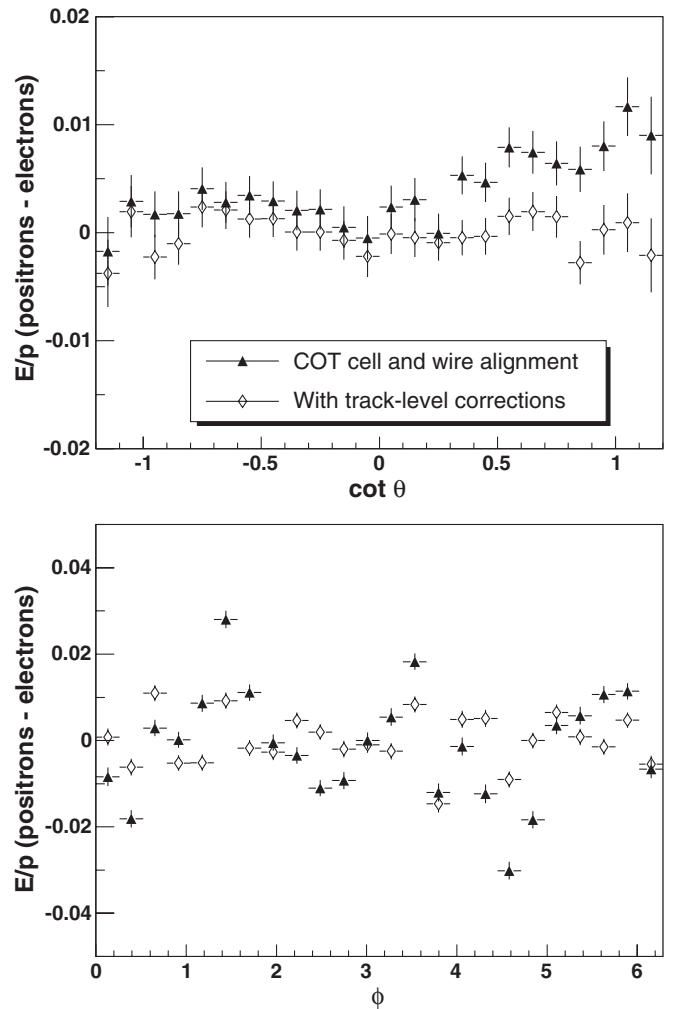 0.02
0.01
0
-0.01
-0.02
E/p (positrons - electrons)
COT cell and wire alignment
With track-level corrections
-1 -0.5 0 0.5 1
cot θ
0.04
0.02
0
-0.02
-0.04
E/p (positrons - electrons)
0 1 2 3 4 5 6
ϕ